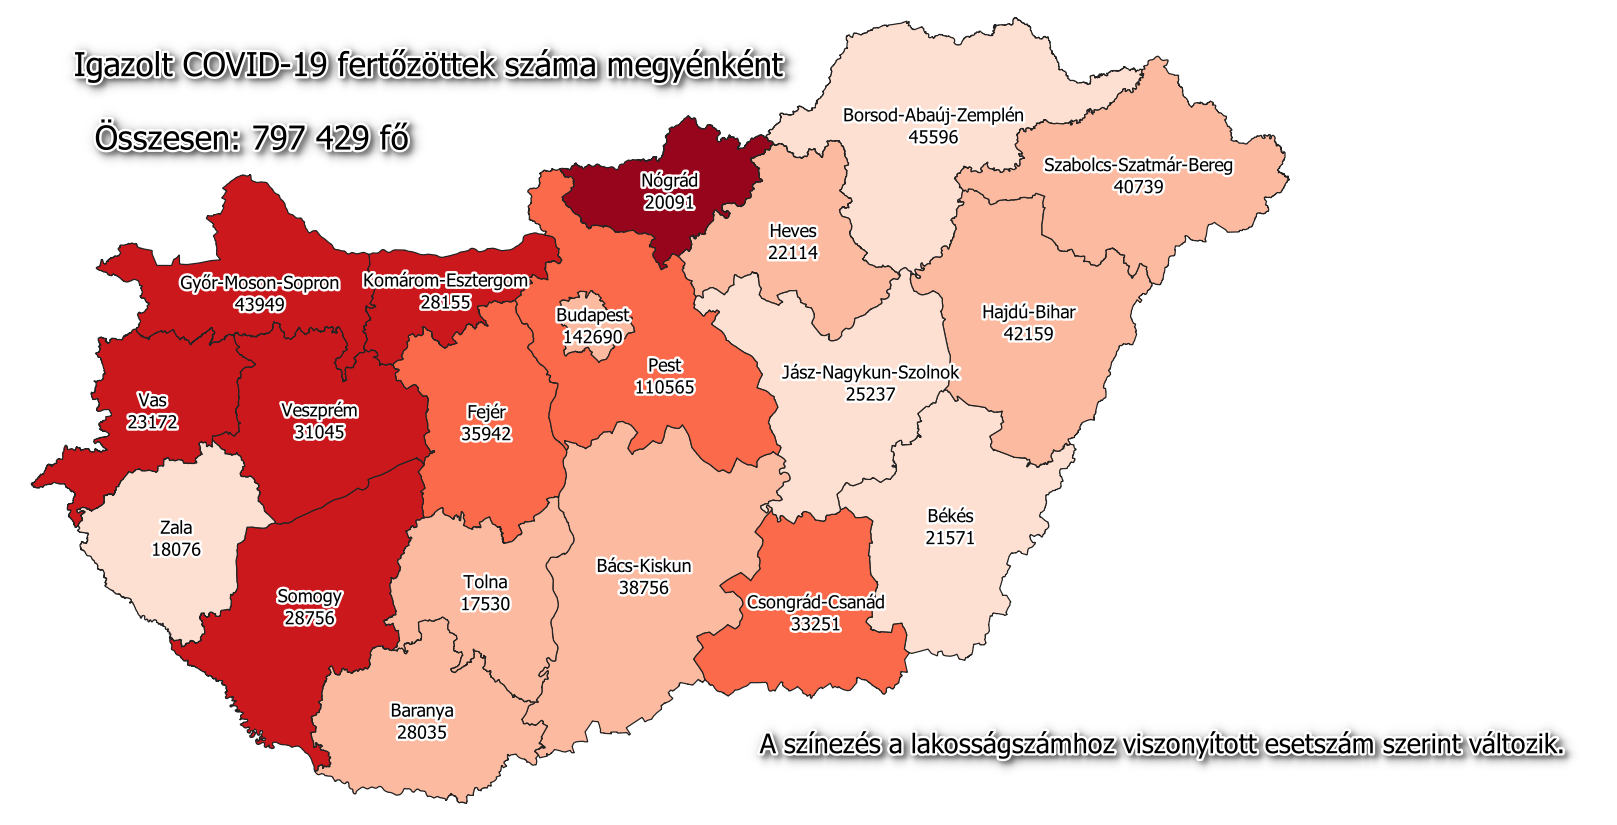 Igazolt COVID-19 fertőzöttek száma megyénként
Összesen: 797 429 fő
Borsod-Abaúj-Zemplén
45596
Szabolcs-Szatmár-Bereg
40739
Nógrád
20091
Heves
22114
Győr-Moson-Sopron
43949
Komárom-Esztergom
28155
Budapest
142690
Hajdú-Bihar
42159
Pest
110565
Jász-Nagykun-Szolnok
25237
Vas
23172
Veszprém
31045
Fejér
35942
Zala
18076
Békés
21571
Somogy
28756
Tolna
17530
Bács-Kiskun
38756
Csongrád-Csanád
33251
Baranya
28035
A színezés a lakosságszámhoz viszonyított esetszám szerint változik.